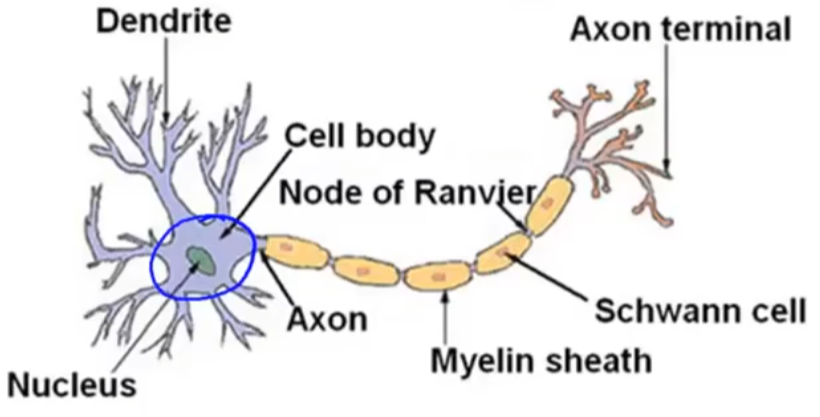 Dendrite
Axon terminal
Cell body
Node of Ranvier
Axon
Schwann cell
Myelin sheath
Nucleus